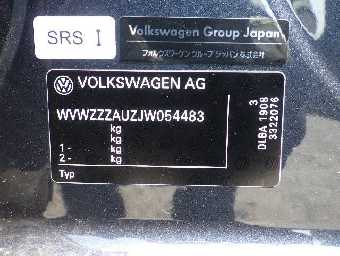 SRS I
Volkswagen Group Japan
フォルクスワーゲン グループ ジャパン 株式会社
VOLKSWAGEN AG
WVWZZZAUZJW054483
kg
kg
1 - kg
2 - kg
Typ
3
DLBA 1908
3322076